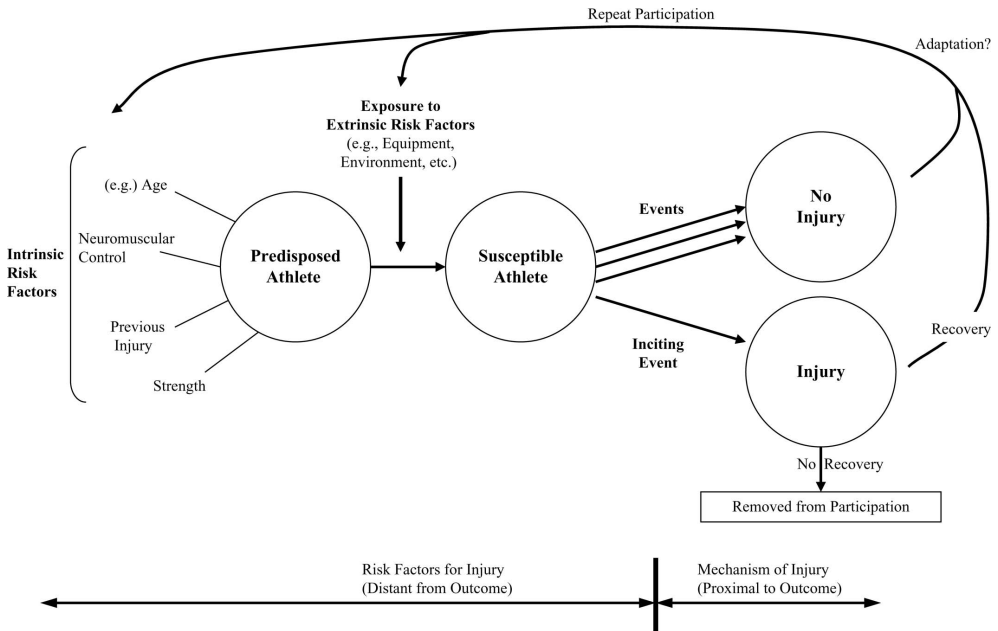 Repeat Participation
Adaptation?
Exposure to
Extrinsic Risk Factors
(e.g., Equipment,
Environment, etc.)
(e.g.) Age
Neuromuscular
Control
Intrinsic
Risk
Factors
Previous
Injury
Strength
Predisposed
Athlete
Susceptible
Athlete
Events
No
Injury
Inciting
Event
Injury
Recovery
No Recovery
Removed from Participation
Risk Factors for Injury
(Distant from Outcome)
Mechanism of Injury
(Proximal to Outcome)